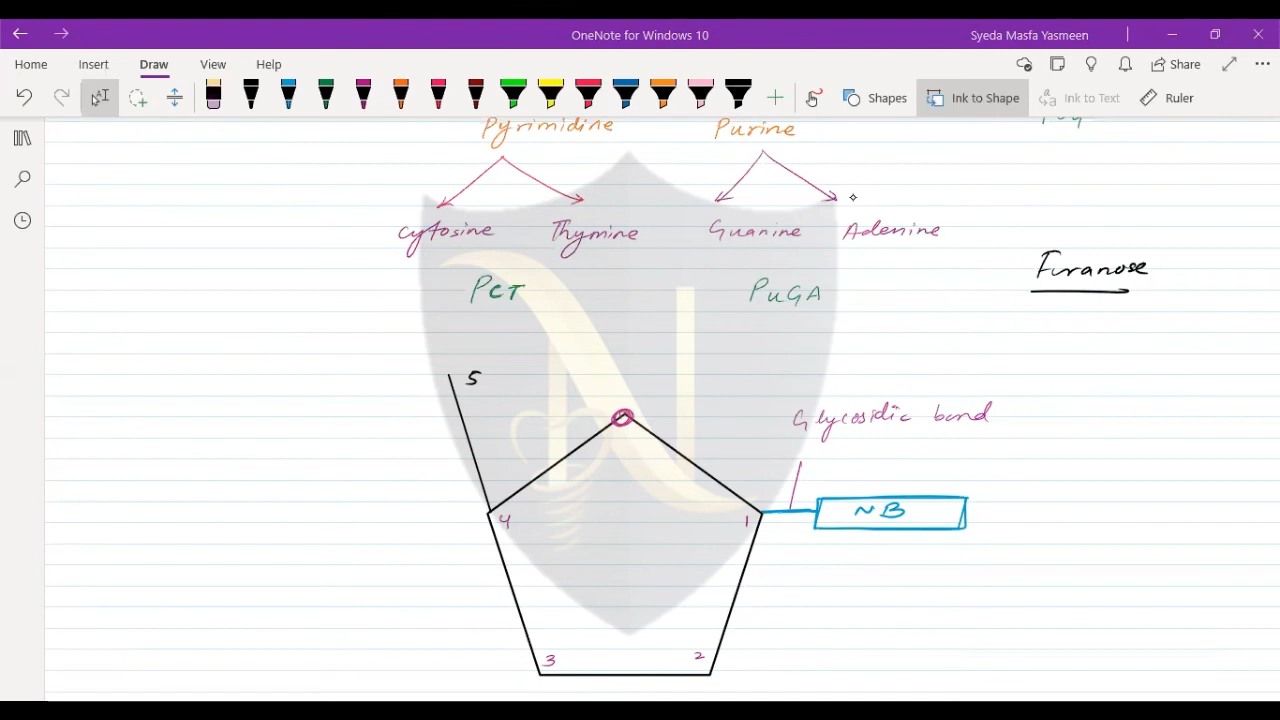 OneNote for Windows 10
Syeda Masfa Yasmeen
Home Insert Draw View Help
Share
Shapes
Ink to Shape
Ink to Text
Ruler
Pyrimidine Purine
Cytosine Thymine Guanine Adenine
Furanose
PCT PuGA
5
Glycosidic bond
4 1 NB
3 2